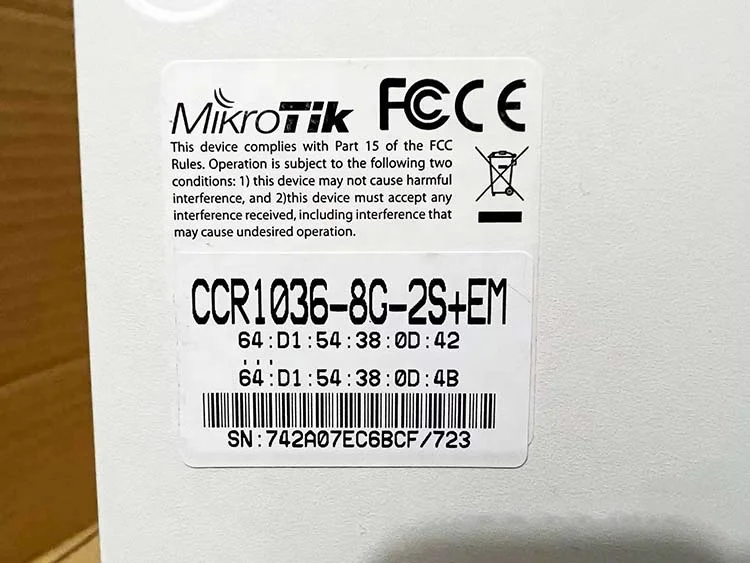 MikroTik FCC CE
This device complies with Part 15 of the FCC
Rules. Operation is subject to the following two
conditions: 1) this device may not cause harmful
interference, and 2)this device must accept any
interference received, including interference that
may cause undesired operation.
CCR1036-8G-2S+EM
64:D1:54:38:0D:42
...
64:D1:54:38:0D:4B
SN:742A07EC6BCF/723